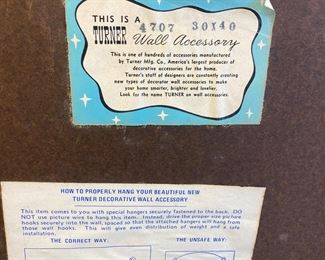 THIS IS A 4707 30X40
TURNER Wall Accessory
This is one of hundreds of accessories manufactured
by Turner Mfg. Co., America's largest producer of
decorative accessories for the home.
Turner's staff of designers are constantly creating
new types of decorator wall accessories to make
your home smarter, brighter and lovelier.
Look for the name TURNER on wall accessories.
HOW TO PROPERLY HANG YOUR BEAUTIFUL NEW
TURNER DECORATIVE WALL ACCESSORY
This item comes to you with special hangers securely fastened to the back. DO
NOT use picture wire to hang this item. Instead, drive the proper size picture
hooks securely into the wall, spaced so that the attached hangers will hang from
those wall hooks. This will give even distribution of weight and a safe
installation.
THE CORRECT WAY: THE UNSAFE WAY: